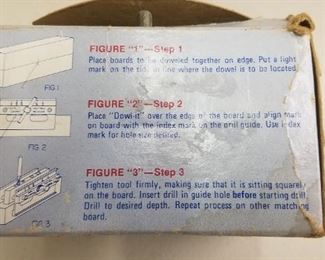 FIGURE "1"—Step 1
Place boards to be doweled together on edge. Put a light
mark on the side in line where the dowel is to be located.
FIG 1
FIGURE "2"—Step 2
Place "Dowl-it" over the edge of the board and align mark
on board with the index mark on the drill guide. Use index
mark for hole size desired.
FIG 2
FIGURE "3"—Step 3
Tighten tool firmly, making sure that it is sitting squarel
on the board. Insert drill in guide hole before starting drill.
Drill to desired depth. Repeat process on other matching
board.
FIG 3